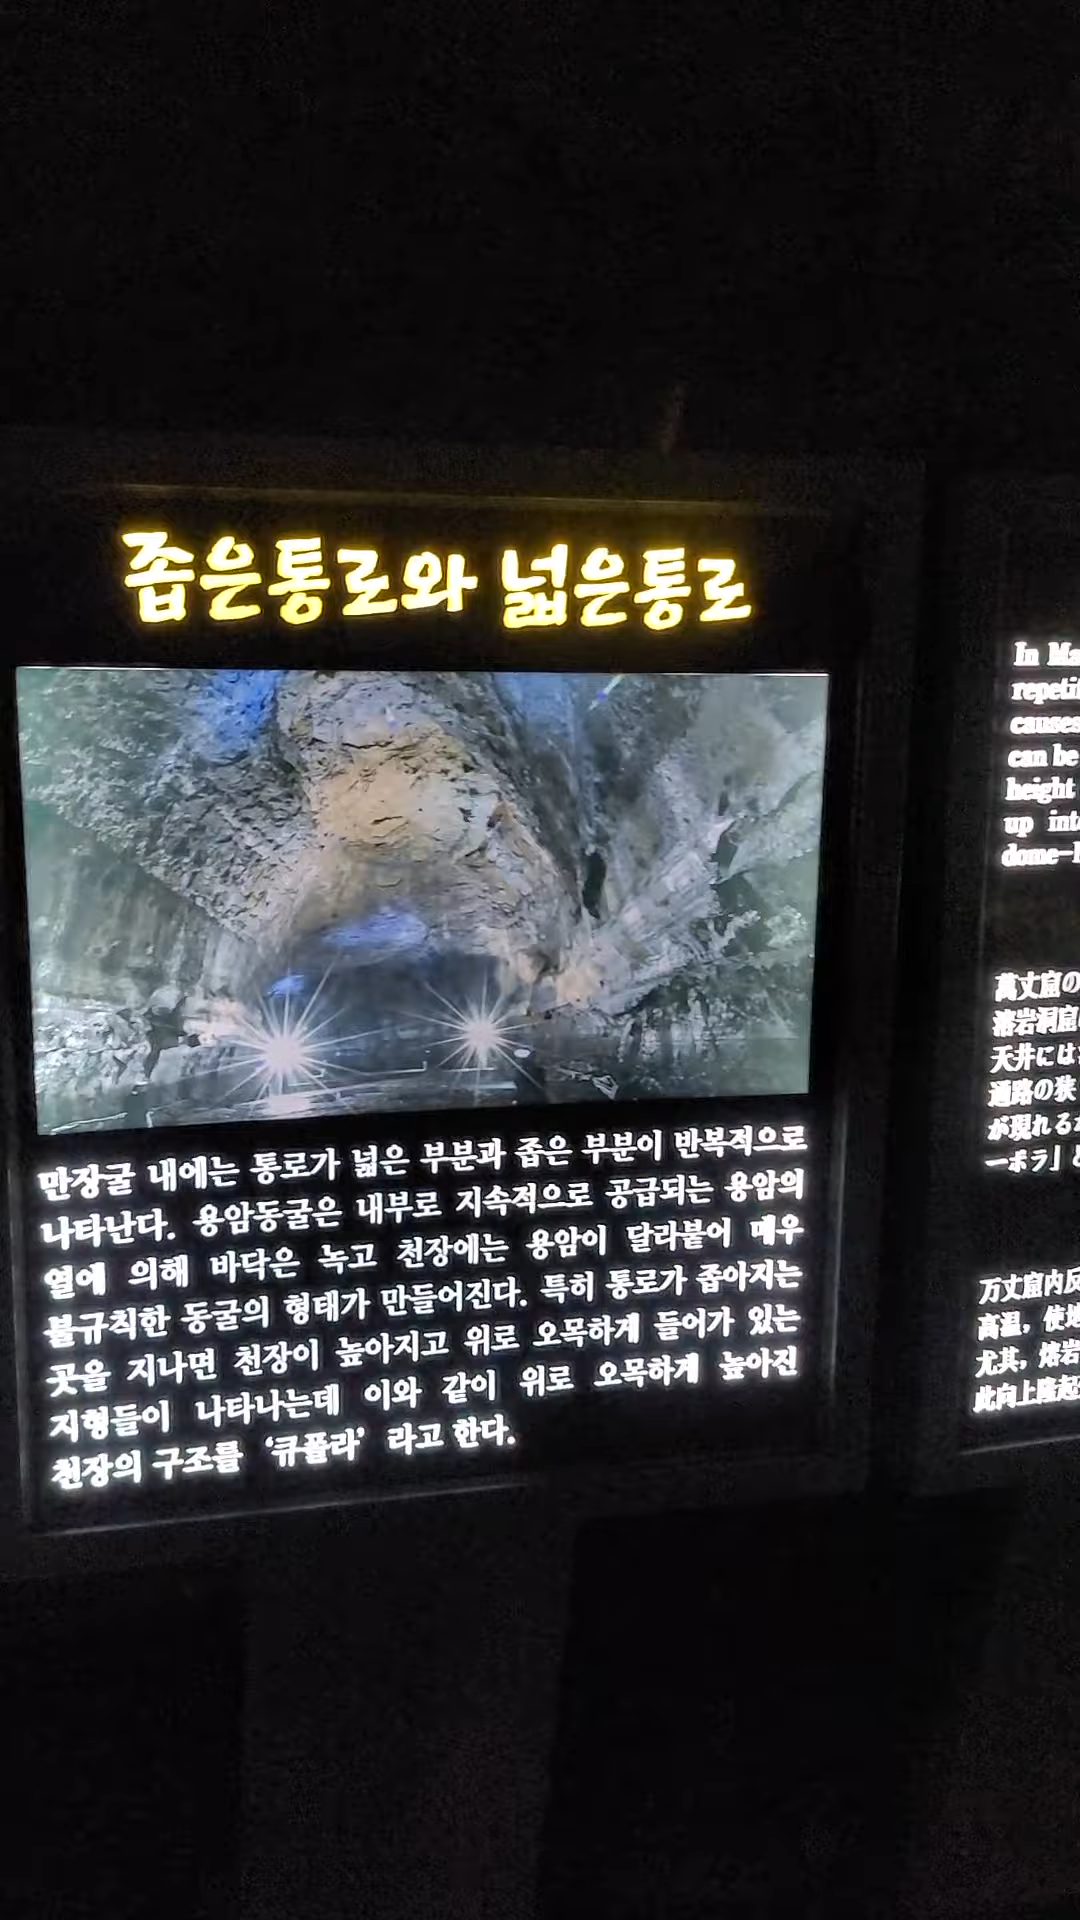 좁은통로와 넓은통로
만장굴 내에는 통로가 넓은 부분과 좁은 부분이 반복적으로
나타난다. 용암동굴은 내부로 지속적으로 공급되는 용암의
열에 의해 바닥은 녹고 천장에는 용암이 달라붙어 매우
불규칙한 동굴의 형태가 만들어진다. 특히 통로가 좁아지는
곳을 지나면 천장이 높아지고 위로 오목하게 들어가 있는
지형들이 나타나는데 이와 같이 위로 오목하게 높아진
천장의 구조를 ‘큐폴라’ 라고 한다.
In
causes
can be
height
up
萬丈窟の
溶岩洞窟
天井には
通路の狭
が現れる
ーポラ」
万丈窟内反
高温，使地
尤其，熔岩
此向上隆起